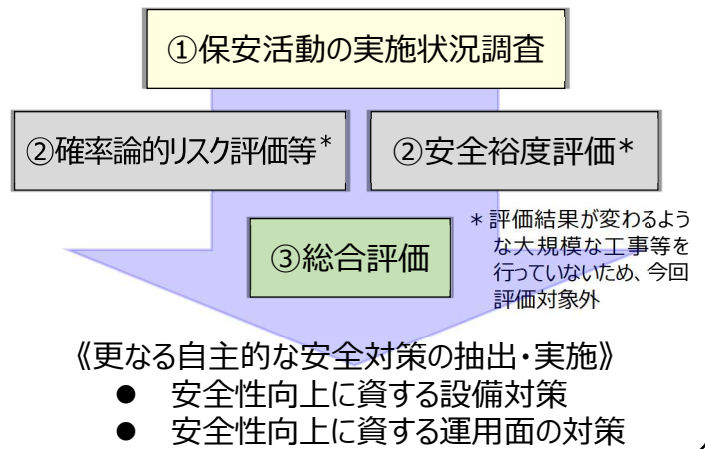 ①保安活動の実施状況調査
②確率論的リスク評価等*
②安全裕度評価*
*評価結果が変わるよう
な大規模な工事等を
行っていないため、今回
評価対象外
③総合評価
《更なる自主的な安全対策の抽出・実施》
● 安全性向上に資する設備対策
● 安全性向上に資する運用面の対策